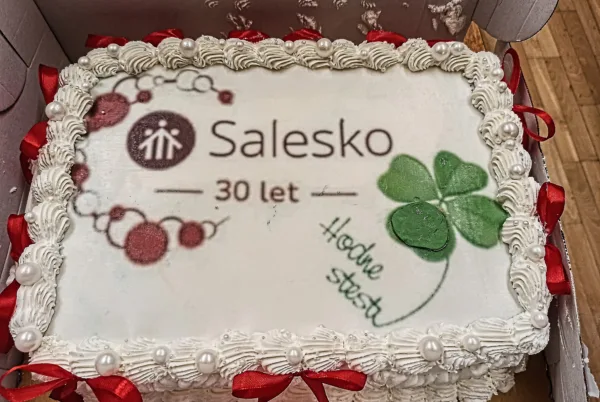 Salesko
30 let
Hodně
štěstí